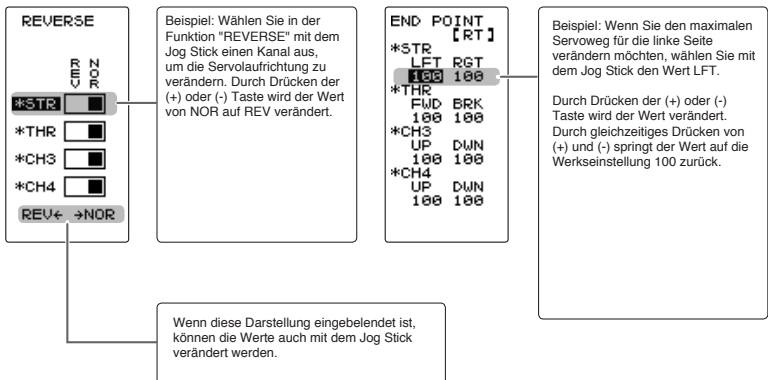 REVERSE
REV NOR
*STR
*THR
*CH3
*CH4
REV← →NOR
Beispiel: Wählen Sie in der
Funktion "REVERSE" mit dem
Jog Stick einen Kanal aus,
um die Servolaufrichtung zu
verändern. Durch Drücken der
(+) oder (-) Taste wird der Wert
von NOR auf REV verändert.
END POINT
[RT]
*STR
LFT RGT
100 100
*THR
FWD BRK
100 100
*CH3
UP DWN
100 100
*CH4
UP DWN
100 100
Beispiel: Wenn Sie den maximalen
Servoweg für die linke Seite
verändern möchten, wählen Sie mit
dem Jog Stick den Wert LFT.
Durch Drücken der (+) oder (-)
Taste wird der Wert verändert.
Durch gleichzeitiges Drücken von
(+) und (-) springt der Wert auf die
Werkseinstellung 100 zurück.
Wenn diese Darstellung eingebelendet ist,
können die Werte auch mit dem Jog Stick
verändert werden.